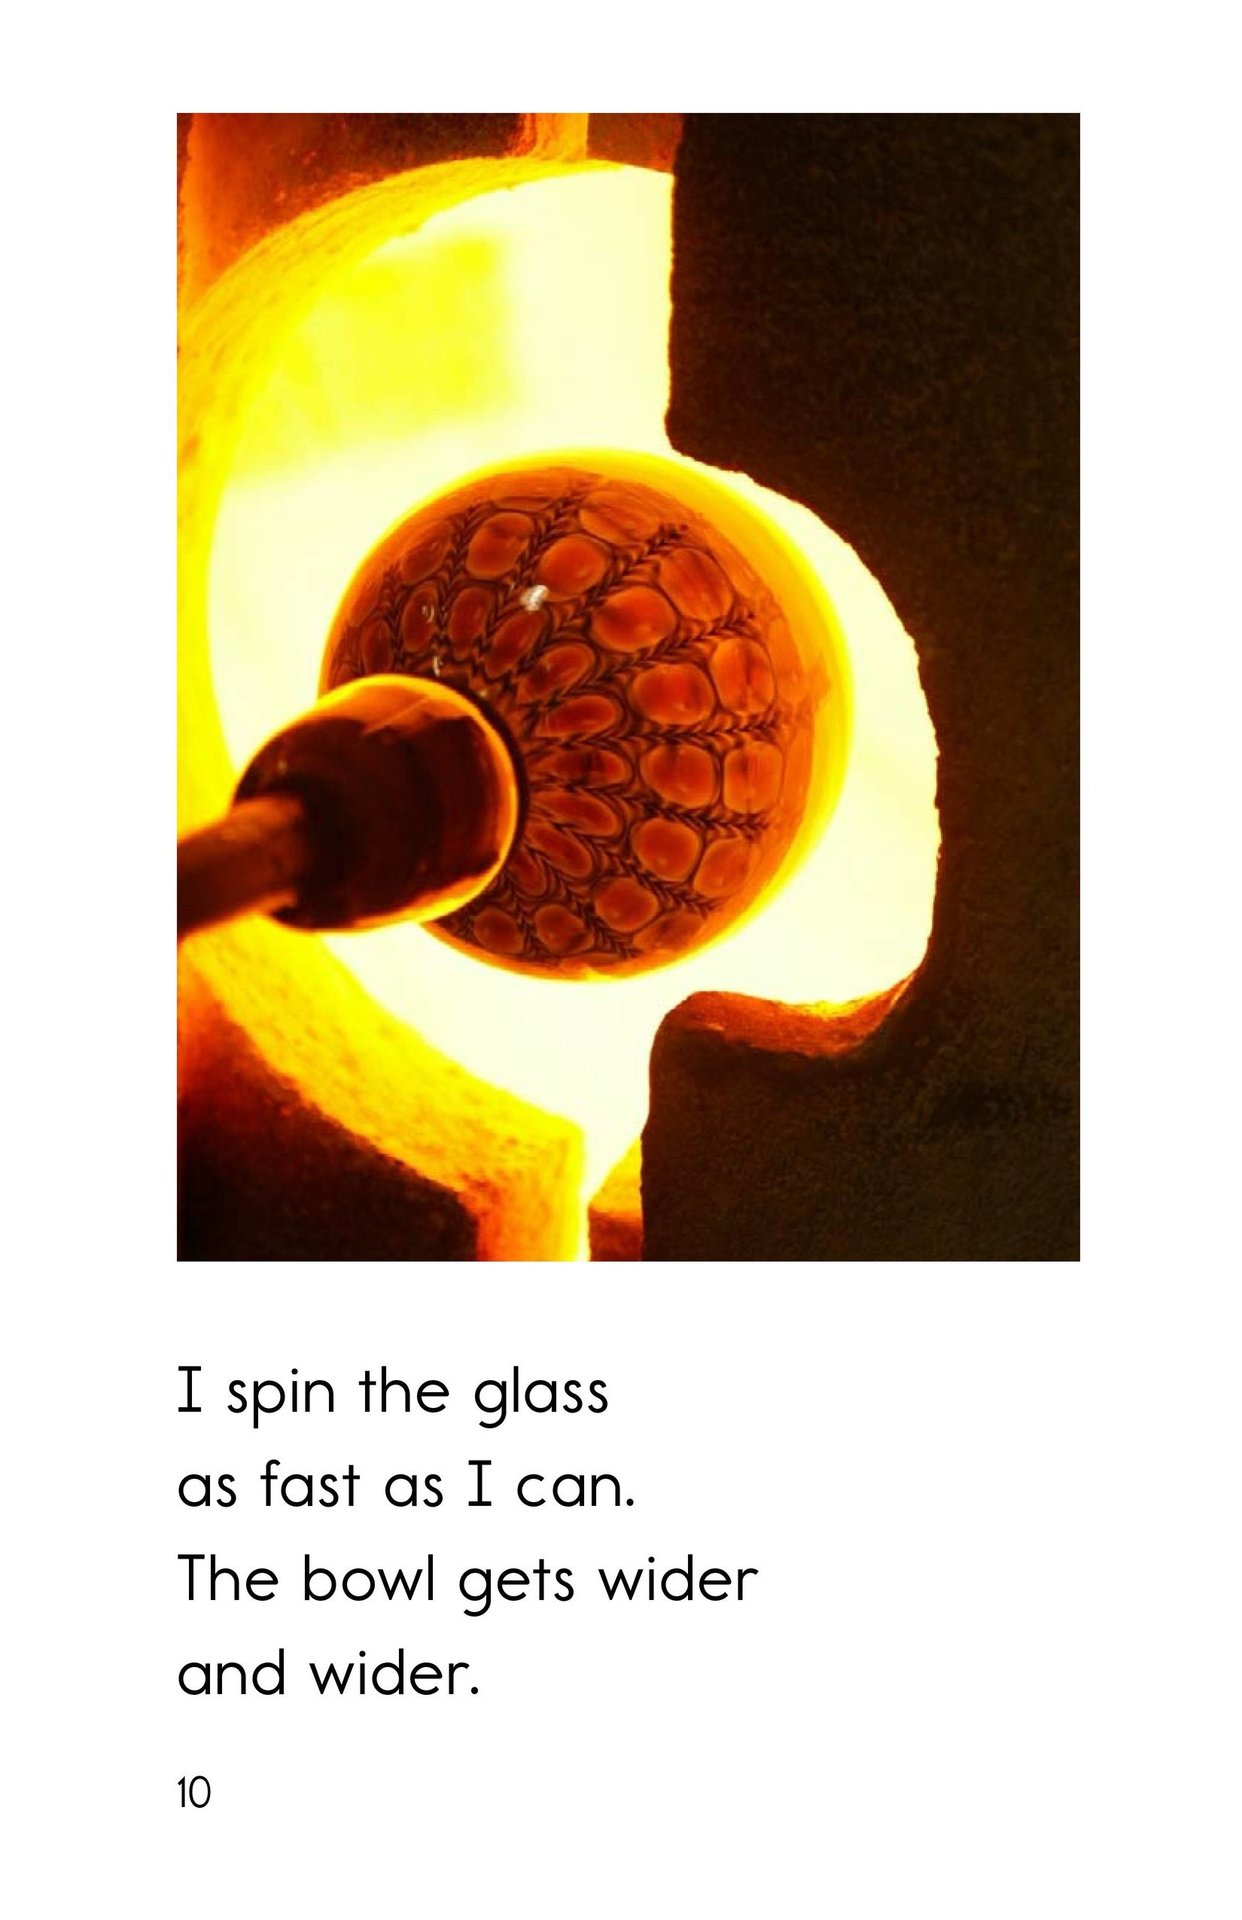 I spin the glass
as fast as I can.
The bowl gets wider
and wider.
10